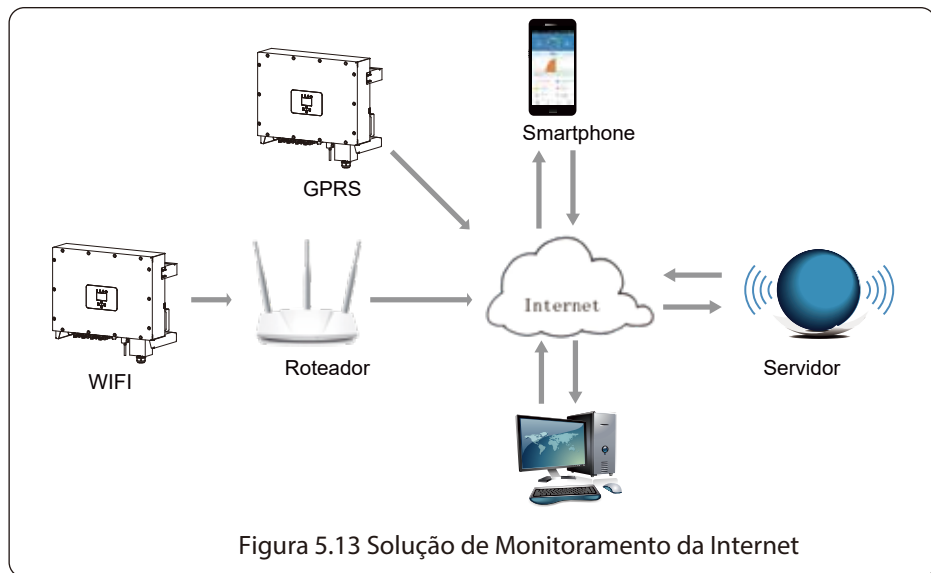 Smartphone
GPRS
Internet
WIFI
Roteador
Servidor
Figura 5.13 Solução de Monitoramento da Internet